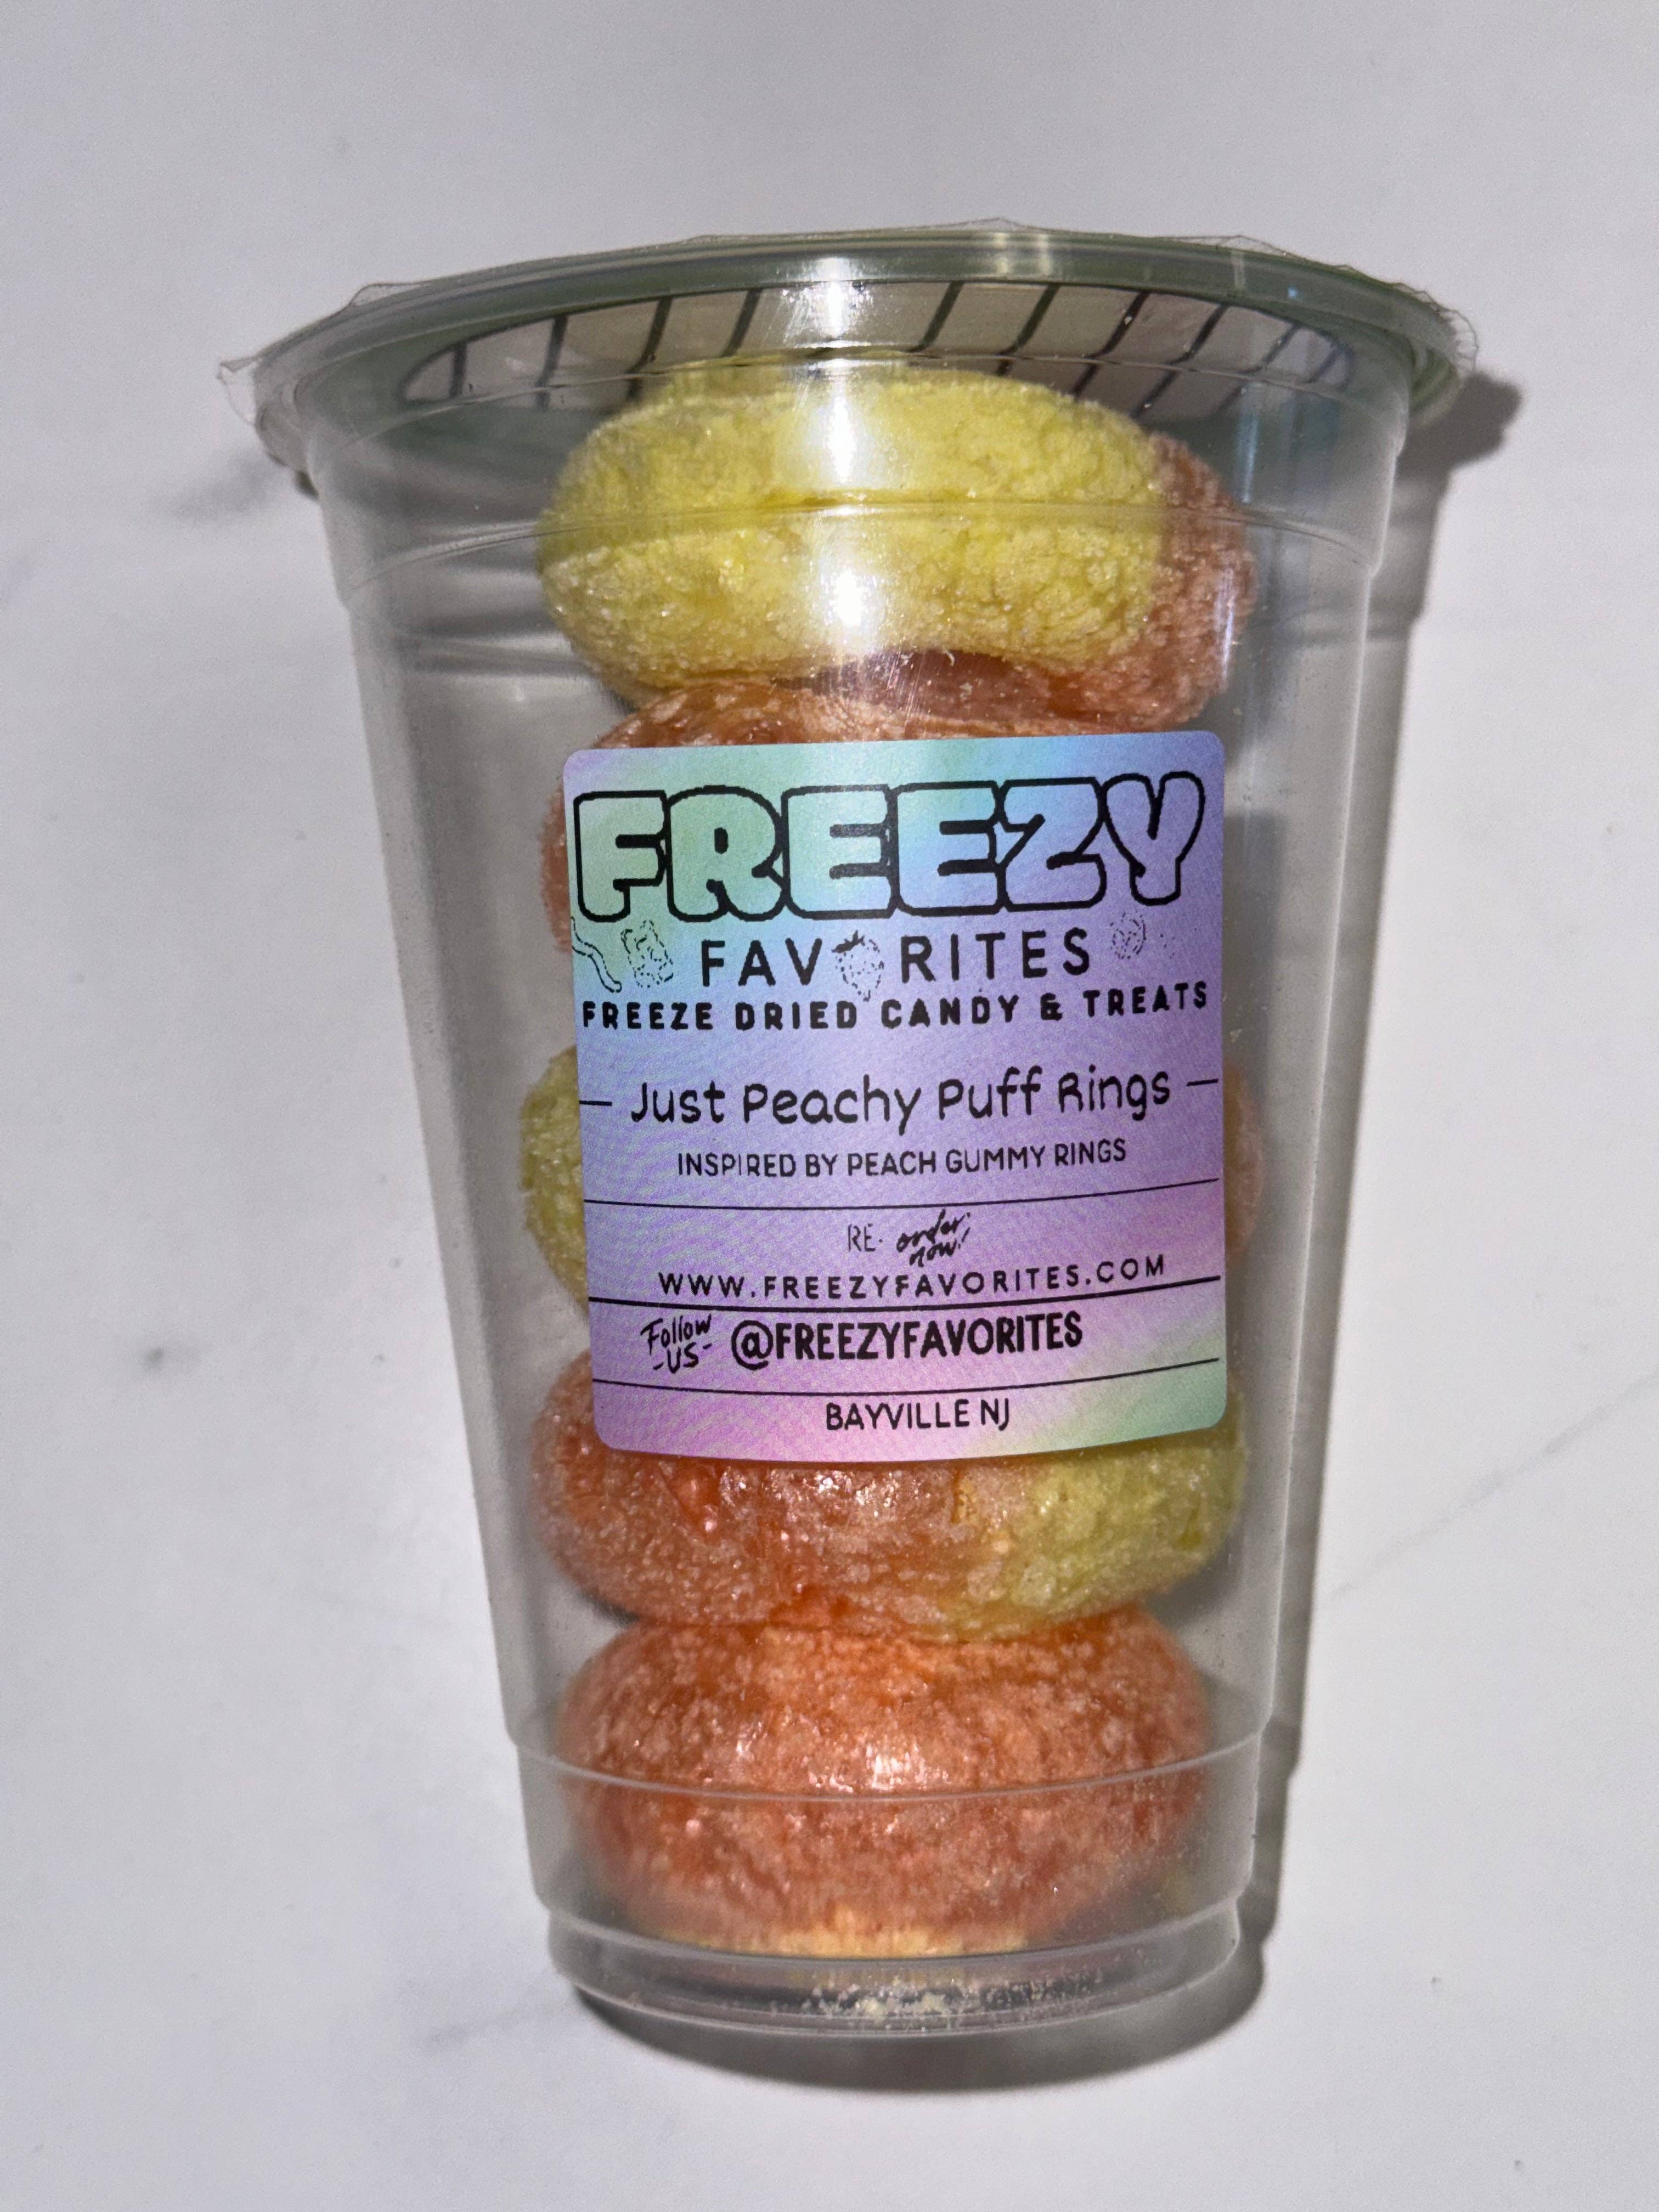 FREEZY
FAVORITES
FREEZE DRIED CANDY & TREATS
Just Peachy Puff Rings
INSPIRED BY PEACH GUMMY RINGS
RE-order now!
WWW.FREEZYFAVORITES.COM
Follow -US- @FREEZYFAVORITES
BAYVILLE NJ